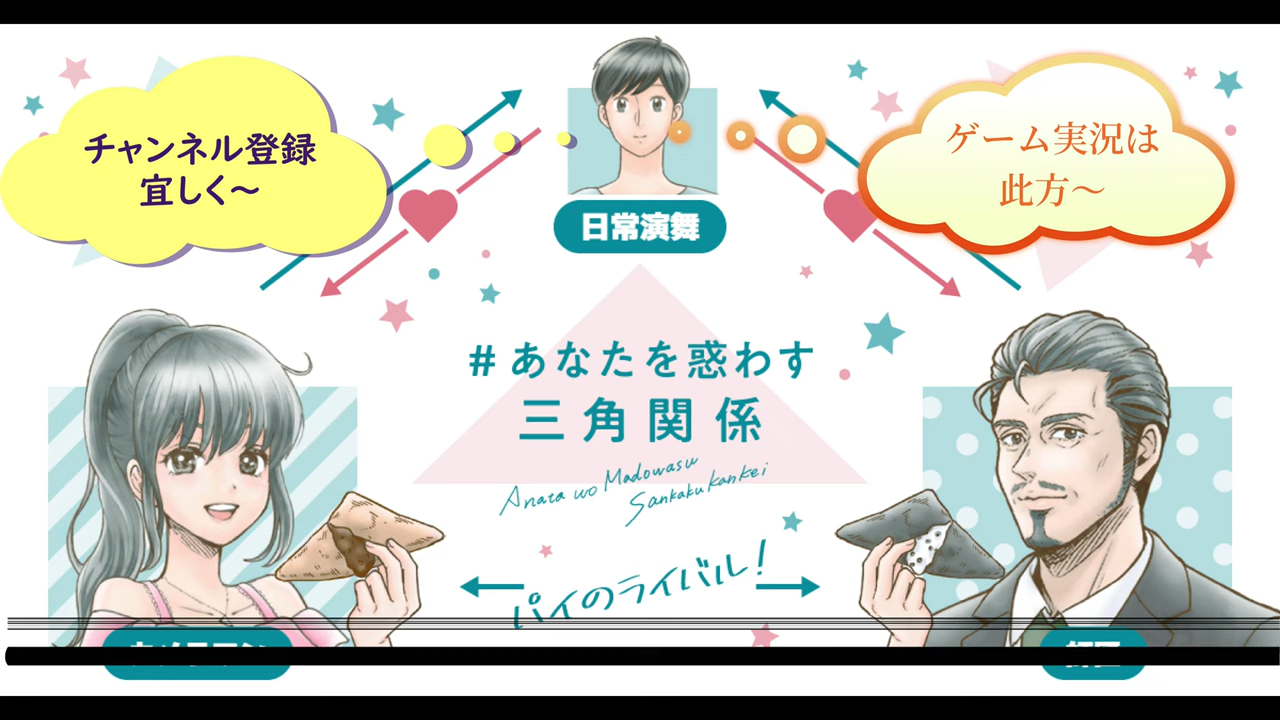 チャンネル登録
宜しく～
ゲーム実況は
此方～
日常演舞
#あなたを惑わす
三角関係
Anata wo Madowasu
Sankaku kankei
パイのライバル!